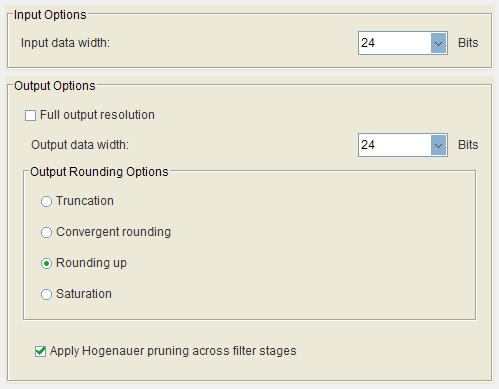 Input Options
Input data width: 24 Bits
Output Options
Full output resolution
Output data width: 24 Bits
Output Rounding Options
Truncation
Convergent rounding
Rounding up
Saturation
Apply Hogenauer pruning across filter stages